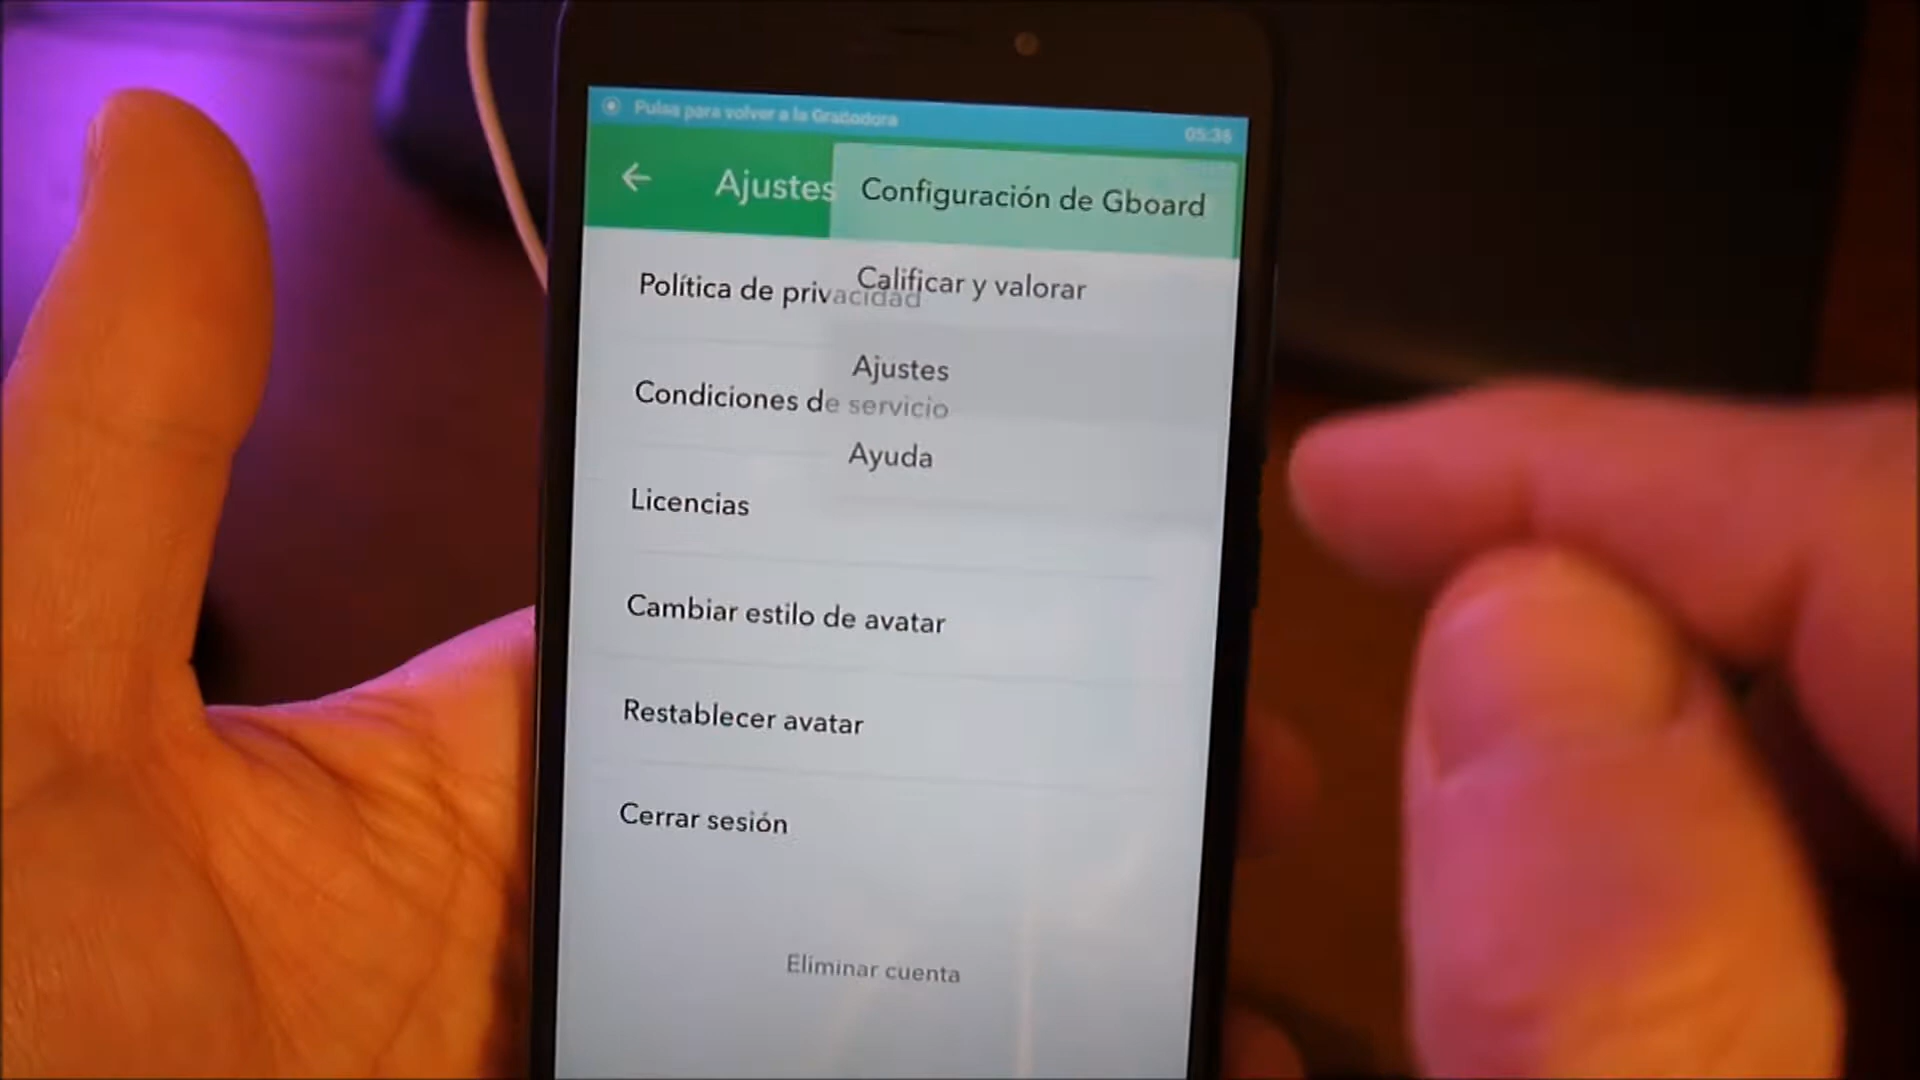 Pulsa para volver a la Grabadora
05:36
Ajustes
Configuración de Gboard
Calificar y valorar
Política de privacidad
Ajustes
Condiciones de servicio
Ayuda
Licencias
Cambiar estilo de avatar
Restablecer avatar
Cerrar sesión
Eliminar cuenta